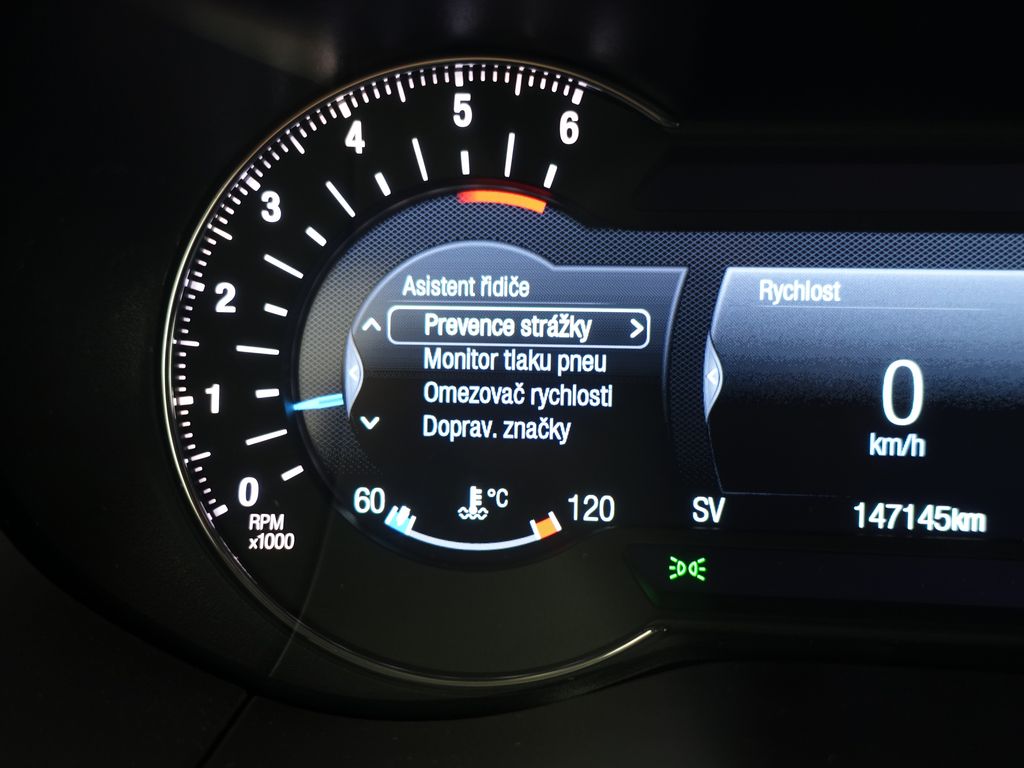 6
5
4
3
2
1
0
RPM
x1000
Asistent řidiče
Prevence strážky
Monitor tlaku pneu
Omezovač rychlosti
Doprav. značky
60
°C
120
Rychlost
0
km/h
SV
147145km